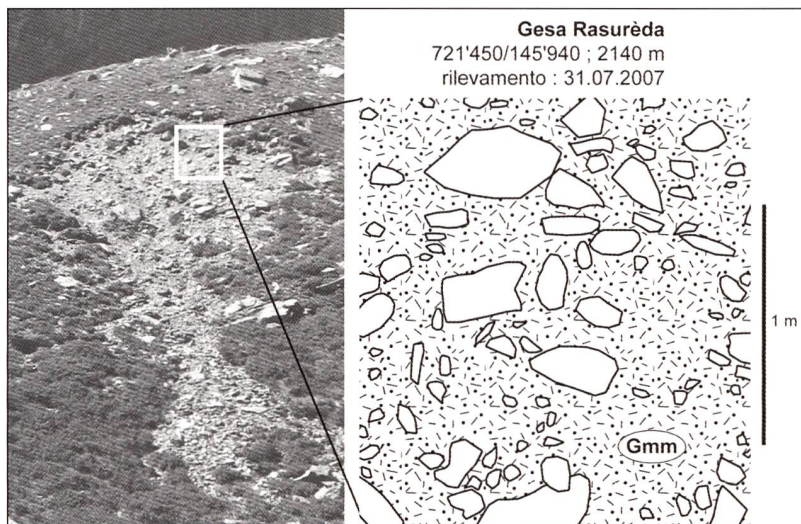 Gesa Rasurèda
721'450/145'940 ; 2140 m
rilevamento : 31.07.2007
1 m
Gmm